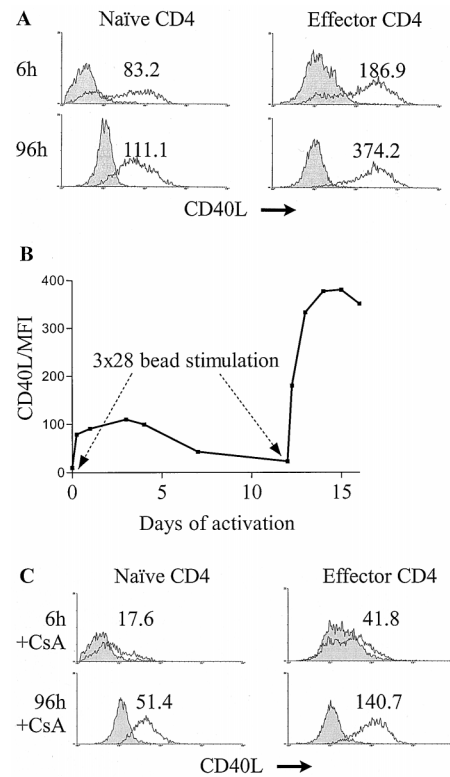 A Naïve CD4 Effector CD4
6h 83.2 186.9
96h 111.1 374.2
CD40L
B
400
300
200
100
0
CD40L/MFI
3x28 bead stimulation
0 5 10 15
Days of activation
C Naïve CD4 Effector CD4
6h 17.6 41.8
+CsA
96h 51.4 140.7
+CsA
CD40L